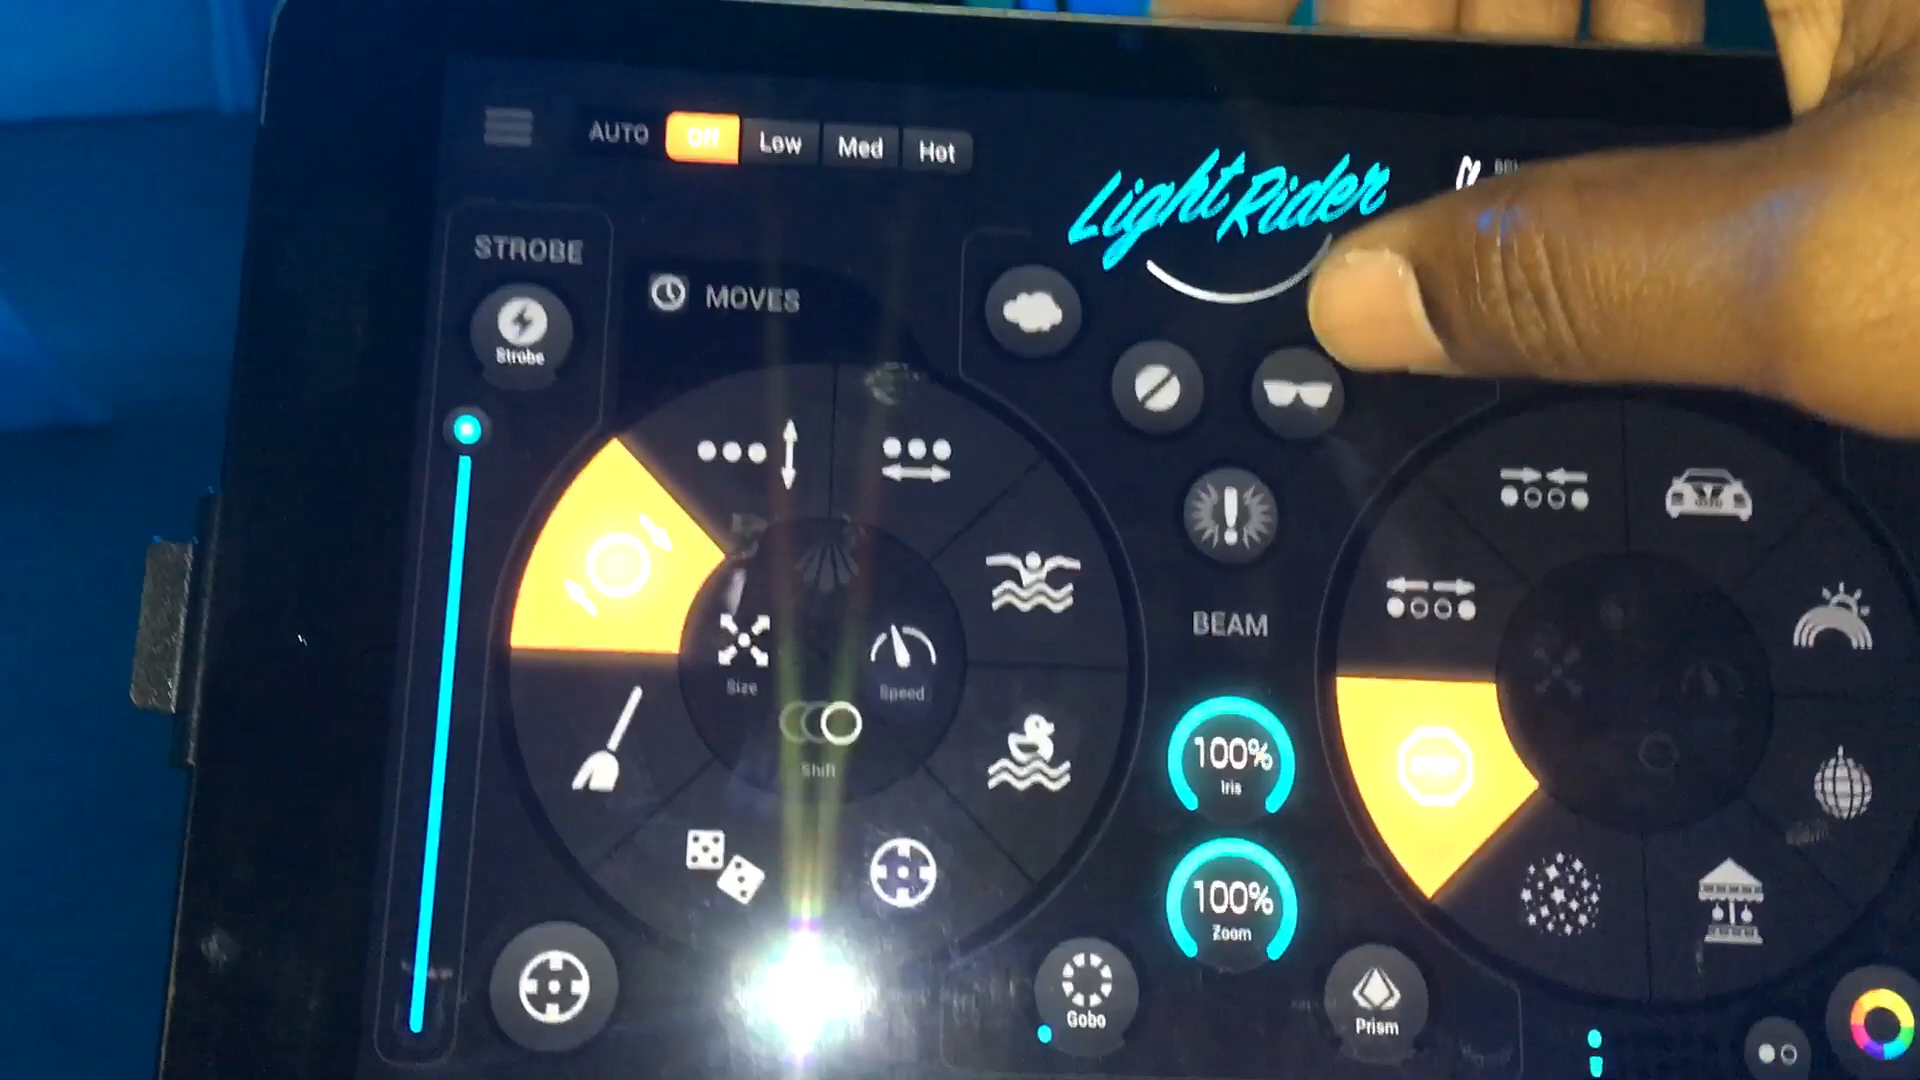 AUTO Off Low Med Hot
Light Rider
STROBE
Strobe
MOVES
Size
Speed
Shift
BEAM
100%
Iris
100%
Zoom
STOP
Gobo
Prism